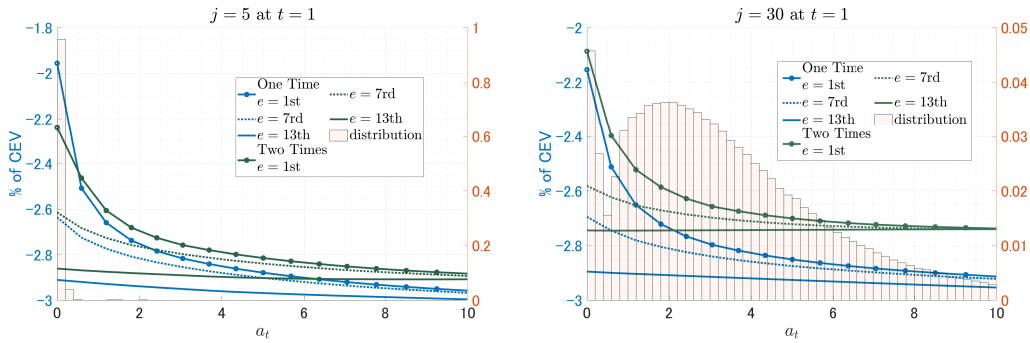 j = 5 at t = 1
-1.8
-2
-2.2
-2.4
-2.6
-2.8
-3
% of CEV
1
0.8
0.6
0.4
0.2
0
0
2
4
6
8
10
a_t
One Time
e = 1st
e = 7rd
e = 13th
Two Times
e = 1st
e = 7rd
e = 13th
distribution
j = 30 at t = 1
-2
-2.2
-2.4
-2.6
-2.8
-3
% of CEV
0.05
0.04
0.03
0.02
0.01
0
0
2
4
6
8
10
a_t
One Time
e = 1st
e = 7rd
e = 13th
Two Times
e = 1st
e = 7rd
e = 13th
distribution